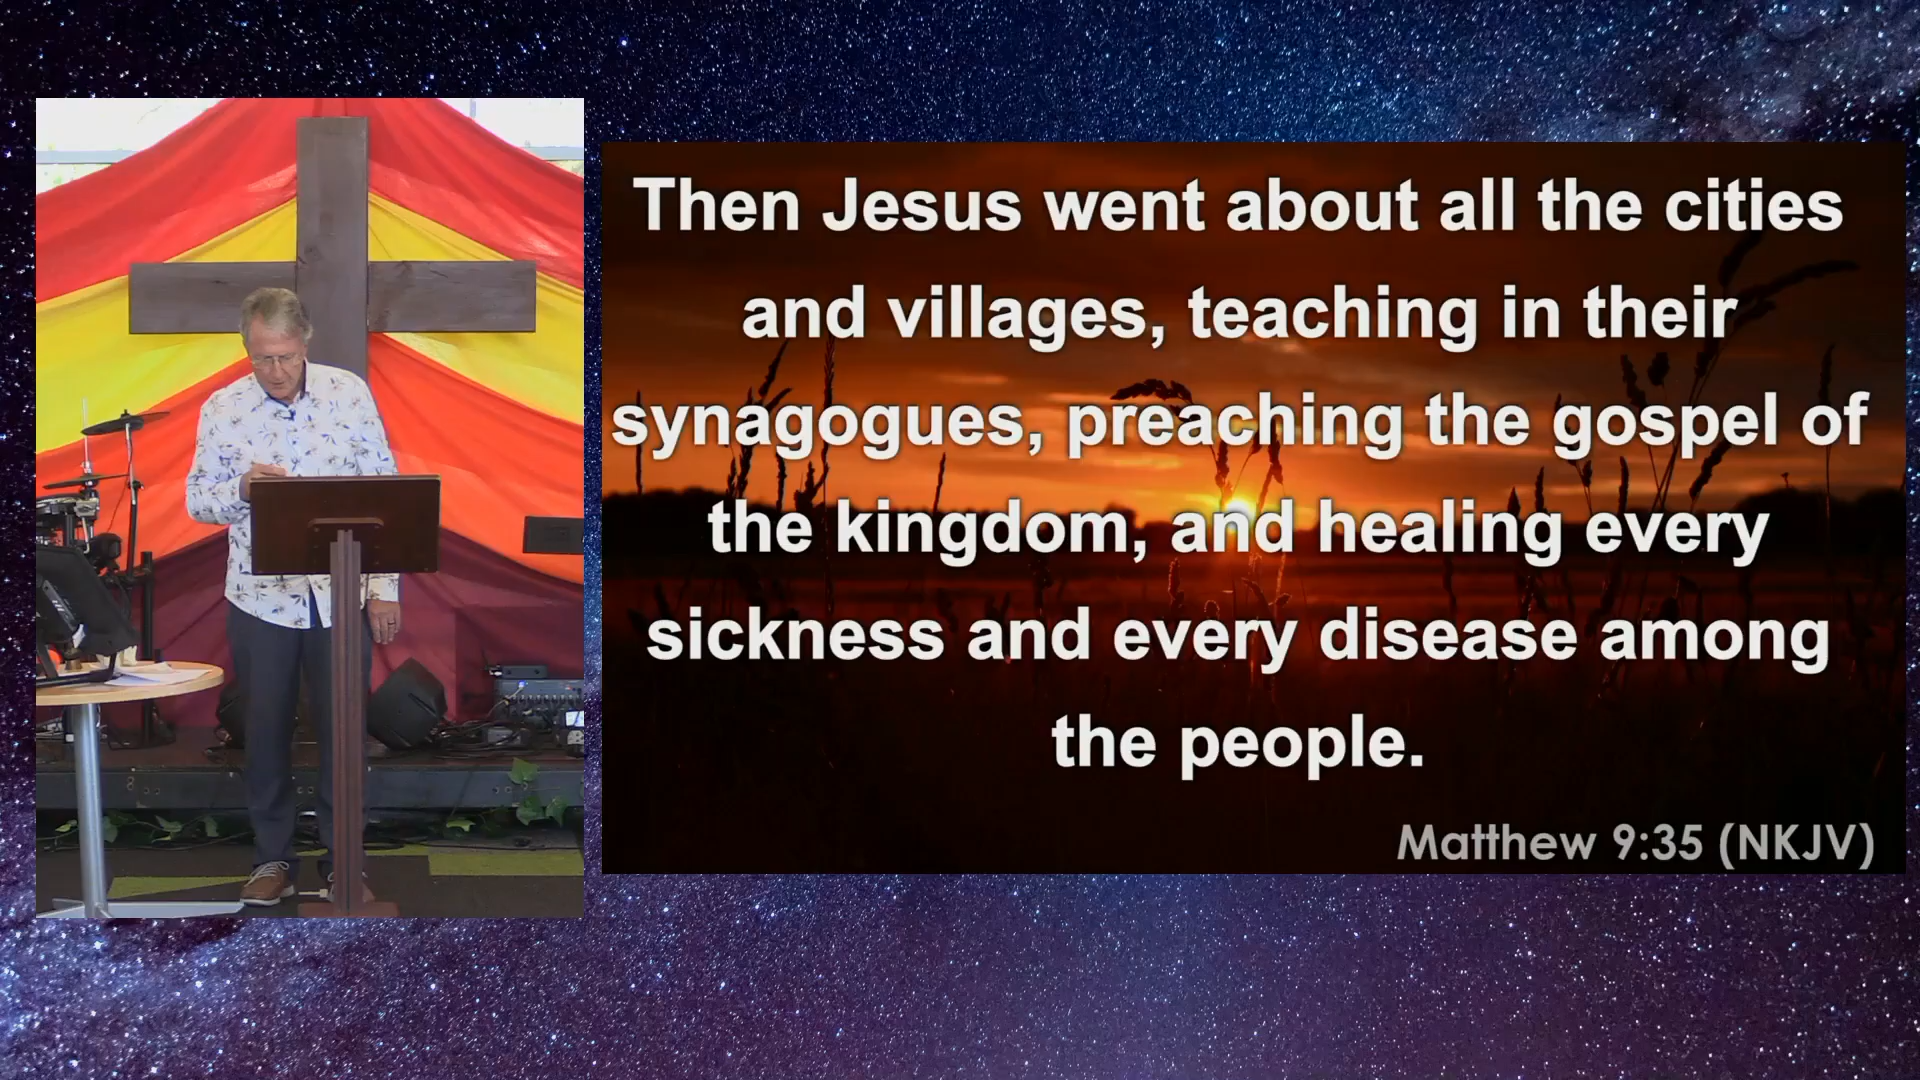 Then Jesus went about all the cities
and villages, teaching in their
synagogues, preaching the gospel of
the kingdom, and healing every
sickness and every disease among
the people.
Matthew 9:35 (NKJV)